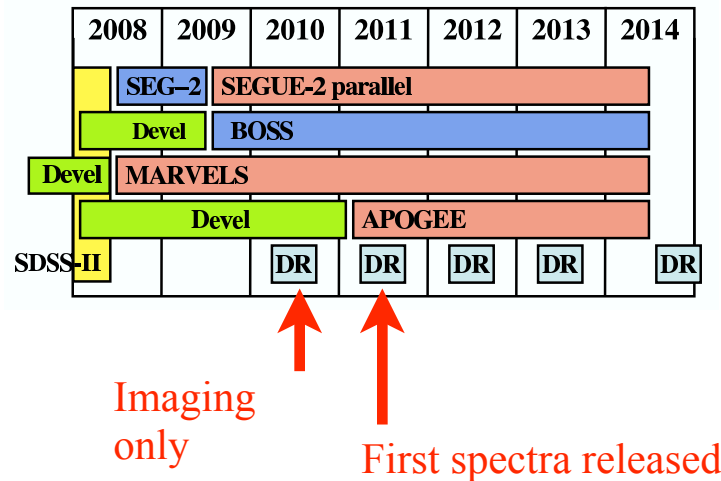 2008 2009 2010 2011 2012 2013 2014
SEG–2 SEGUE-2 parallel
Devel BOSS
Devel MARVELS
Devel APOGEE
SDSS-II DR DR DR DR DR
Imaging
only
First spectra released